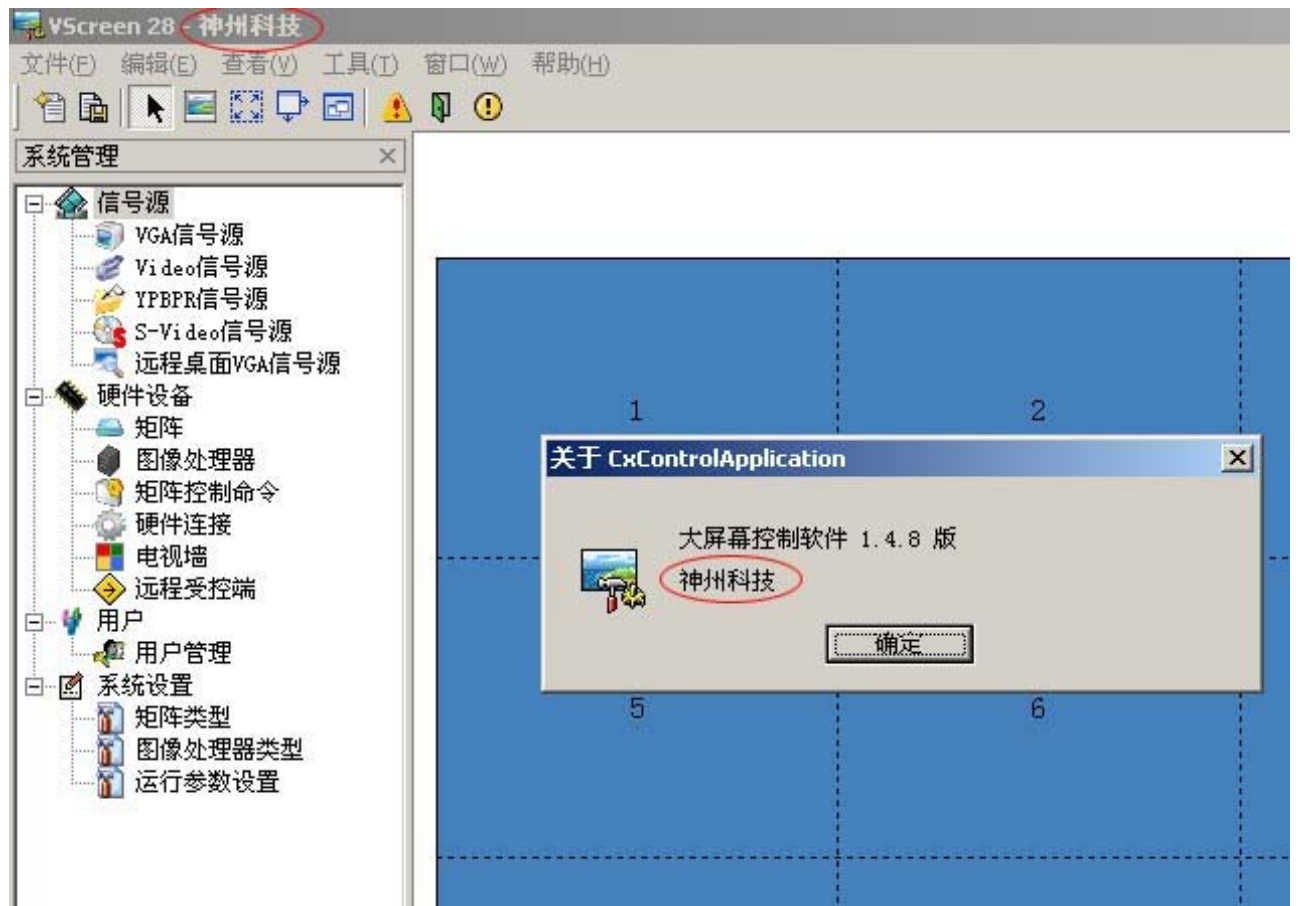 VScreen 28 - 神州科技
文件(F) 编辑(E) 查看(V) 工具(T) 窗口(W) 帮助(H)
系统管理
信号源
VGA信号源
Video信号源
YPBPR信号源
S-Video信号源
远程桌面VGA信号源
硬件设备
矩阵
图像处理器
矩阵控制命令
硬件连接
电视墙
远程受控端
用户
用户管理
系统设置
矩阵类型
图像处理器类型
运行参数设置
1 2
关于 CxControlApplication
大屏幕控制软件 1.4.8 版
神州科技
确定
5 6